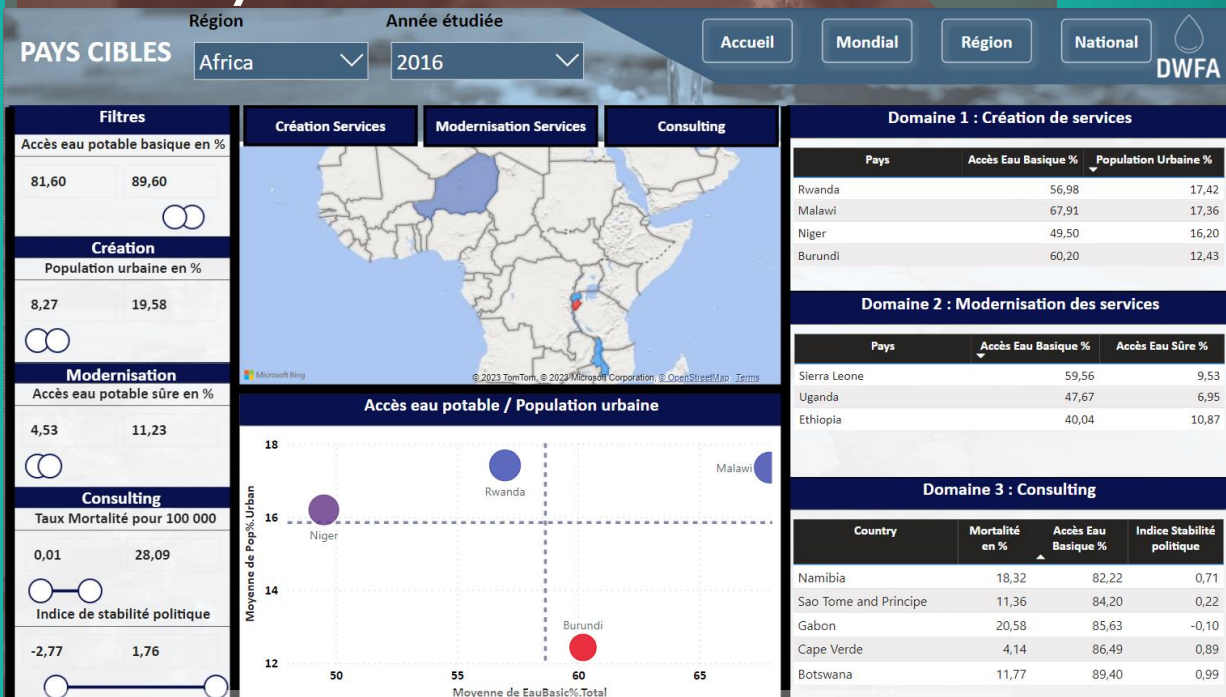 Région
Année étudiée
PAYS CIBLES
Africa
2016
Accueil
Mondial
Région
National
DWFA
Filtres
Accès eau potable basique en %
81,60 89,60
Création
Population urbaine en %
8,27 19,58
Modernisation
Accès eau potable sûre en %
4,53 11,23
Consulting
Taux Mortalité pour 100 000
0,01 28,09
Indice de stabilité politique
-2,77 1,76
Création Services
Modernisation Services
Consulting
Microsoft Bing
© 2023 TomTom, © 2023 Microsoft Corporation, © OpenStreetMap Terms
Accès eau potable / Population urbaine
Moyenne de Pop%.Urban
18
16
14
12
Niger
Rwanda
Malawi
Burundi
50 55 60 65
Moyenne de EauBasic%.Total
Domaine 1 : Création de services
Pays Accès Eau Basique % Population Urbaine %
Rwanda 56,98 17,42
Malawi 67,91 17,36
Niger 49,50 16,20
Burundi 60,20 12,43
Domaine 2 : Modernisation des services
Pays Accès Eau Basique % Accès Eau Sûre %
Sierra Leone 59,56 9,53
Uganda 47,67 6,95
Ethiopia 40,04 10,87
Domaine 3 : Consulting
Country Mortalité en % Accès Eau Basique % Indice Stabilité politique
Namibia 18,32 82,22 0,71
Sao Tome and Principe 11,36 84,20 0,22
Gabon 20,58 85,63 -0,10
Cape Verde 4,14 86,49 0,89
Botswana 11,77 89,40 0,99